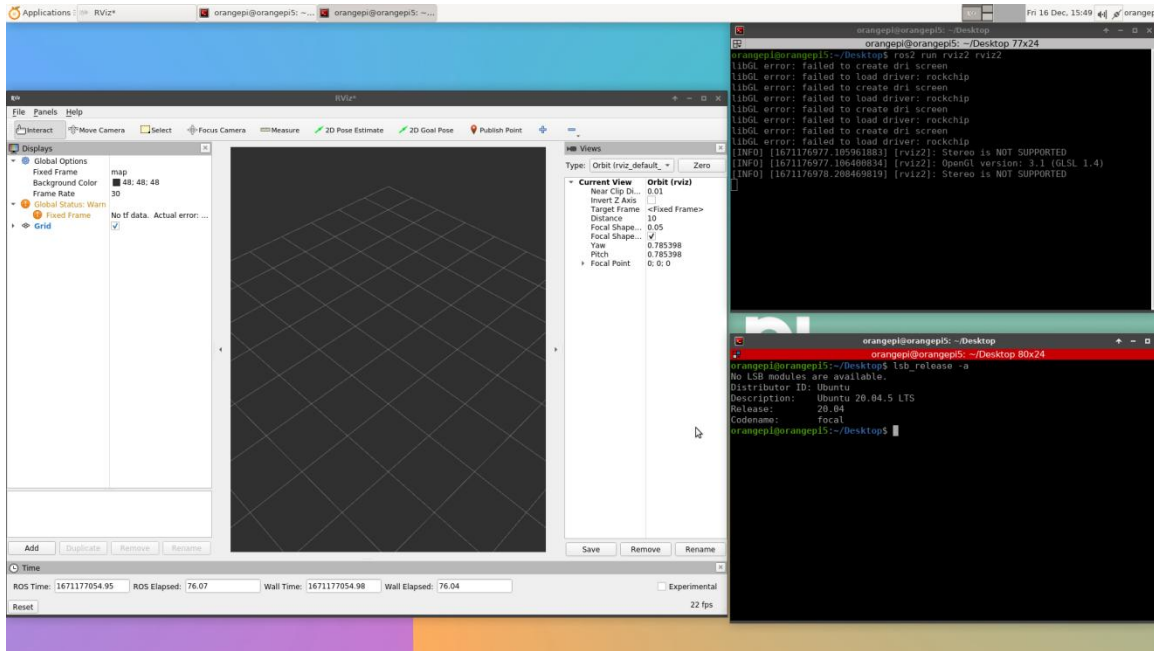 Applications RViz* orangepi@orangepi5: ~... orangepi@orangepi5: ~... Fri 16 Dec, 15:49 orangep
RViz*
File Panels Help
Interact Move Camera Select Focus Camera Measure 2D Pose Estimate 2D Goal Pose Publish Point
Displays
Global Options
Fixed Frame map
Background Color 48; 48; 48
Frame Rate 30
Global Status: Warn
Fixed Frame No tf data. Actual error: ...
Grid
Add Duplicate Remove Rename
Views
Type: Orbit (rviz_default_ Zero
Current View Orbit (rviz)
Near Clip Di... 0.01
Invert Z Axis
Target Frame <Fixed Frame>
Distance 10
Focal Shape... 0.05
Focal Shape...
Yaw 0.785398
Pitch 0.785398
Focal Point 0; 0; 0
Save Remove Rename
Time
ROS Time: 1671177054.95 ROS Elapsed: 76.07 Wall Time: 1671177054.98 Wall Elapsed: 76.04 Experimental
Reset 22 fps
orangepi@orangepi5: ~/Desktop
orangepi@orangepi5: ~/Desktop 77x24
orangepi@orangepi5:~/Desktop$ ros2 run rviz2 rviz2
libGL error: failed to create dri screen
libGL error: failed to load driver: rockchip
libGL error: failed to create dri screen
libGL error: failed to load driver: rockchip
libGL error: failed to create dri screen
libGL error: failed to load driver: rockchip
libGL error: failed to create dri screen
libGL error: failed to load driver: rockchip
[INFO] [1671176977.105961883] [rviz2]: Stereo is NOT SUPPORTED
[INFO] [1671176977.106400834] [rviz2]: OpenGl version: 3.1 (GLSL 1.4)
[INFO] [1671176978.208469819] [rviz2]: Stereo is NOT SUPPORTED
orangepi@orangepi5: ~/Desktop
orangepi@orangepi5: ~/Desktop 80x24
orangepi@orangepi5:~/Desktop$ lsb_release -a
No LSB modules are available.
Distributor ID: Ubuntu
Description: Ubuntu 20.04.5 LTS
Release: 20.04
Codename: focal
orangepi@orangepi5:~/Desktop$